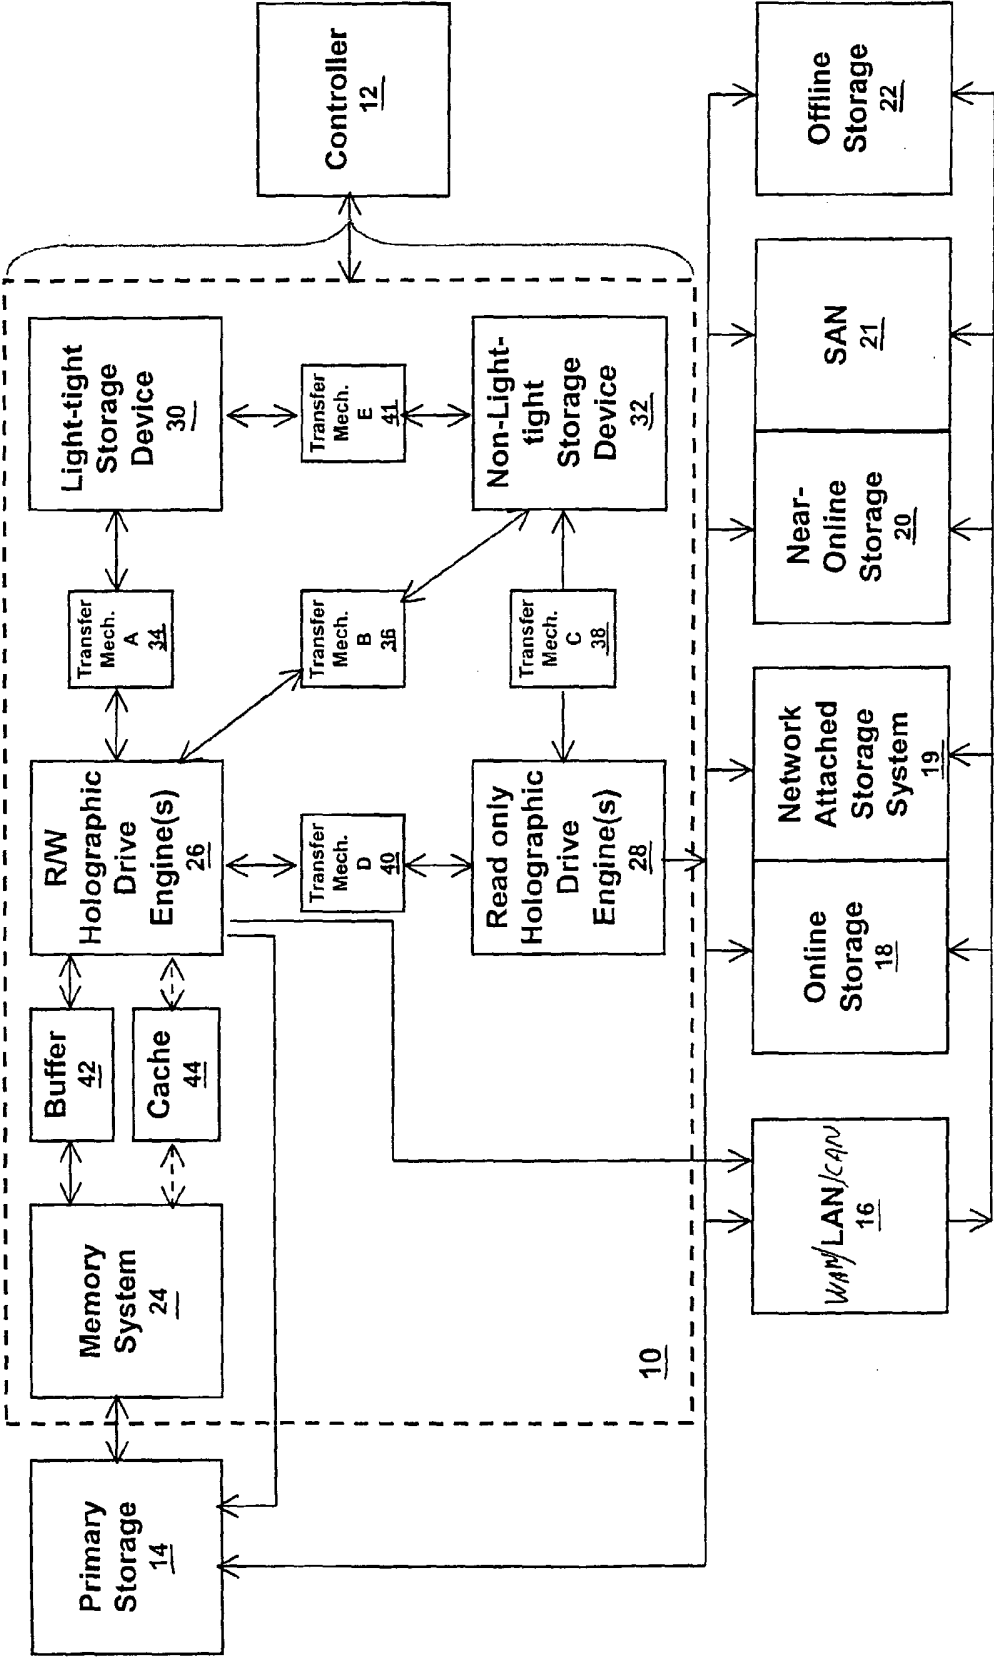 Primary
Storage
14
Memory
System
24
Buffer
42
Cache
44
R/W
Holographic
Drive
Engine(s)
26
Transfer
Mech.
A
34
Light-tight
Storage
Device
30
Controller
12
Transfer
Mech.
D
40
Transfer
Mech.
B
36
Transfer
Mech.
E
41
Read only
Holographic
Drive
Engine(s)
28
Transfer
Mech.
C
38
Non-Light-
tight
Storage
Device
32
10
WAM/LAN/CAN
16
Online
Storage
18
Network
Attached
Storage
System
19
Near-
Online
Storage
20
SAN
21
Offline
Storage
22